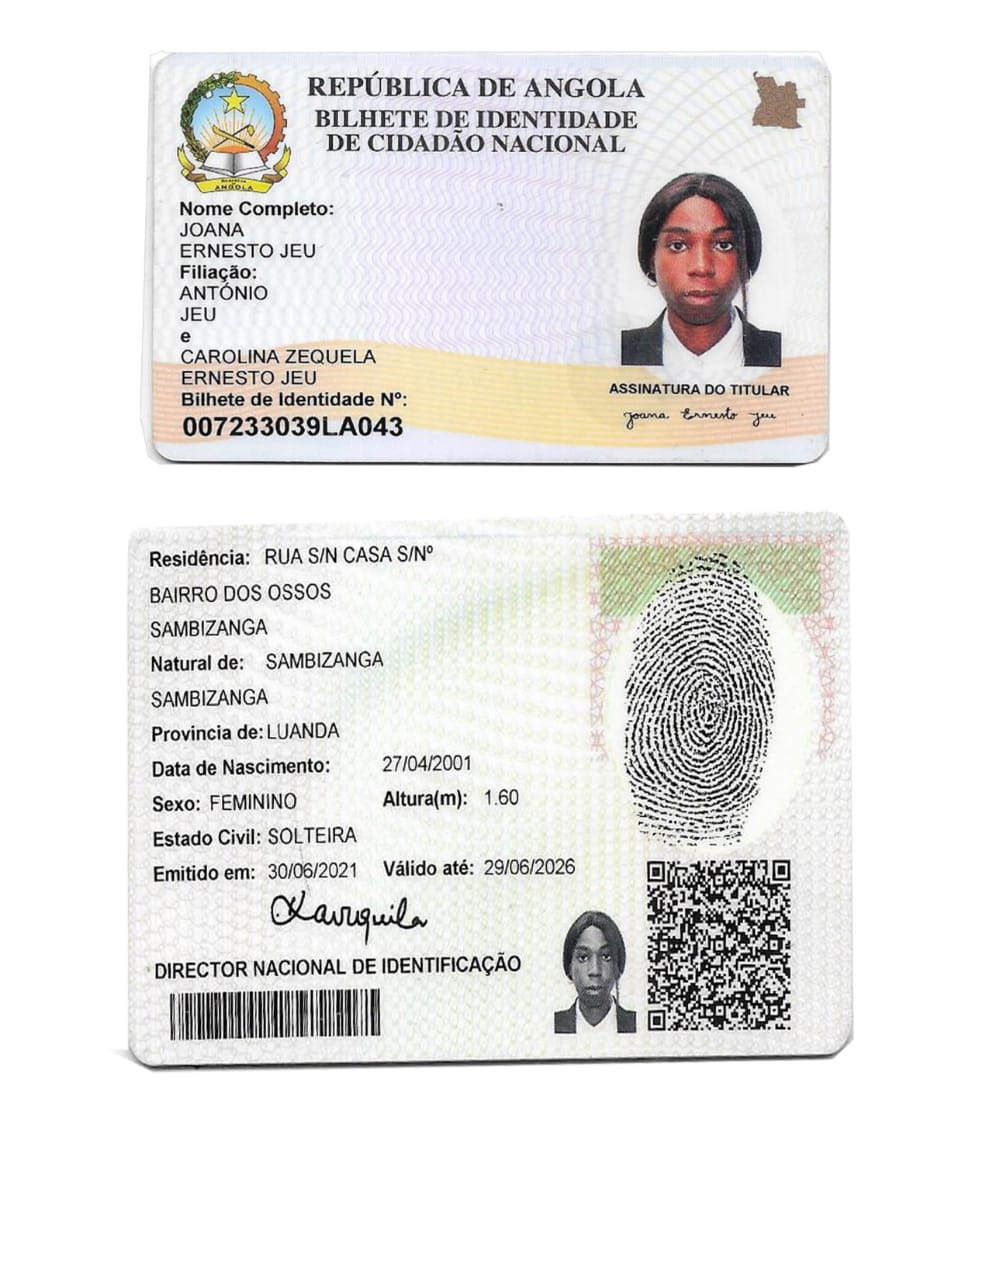 REPÚBLICA DE ANGOLA
BILHETE DE IDENTIDADE
DE CIDADÃO NACIONAL
ANGOLA
Nome Completo:
JOANA
ERNESTO JEU
Filiação:
ANTÓNIO
JEU
e
CAROLINA ZEQUELA
ERNESTO JEU
Bilhete de Identidade Nº:
007233039LA043
ASSINATURA DO TITULAR
Joana Ernesto Jeu
Residência: RUA S/N CASA S/Nº
BAIRRO DOS OSSOS
SAMBIZANGA
Natural de: SAMBIZANGA
SAMBIZANGA
Provincia de: LUANDA
Data de Nascimento: 27/04/2001
Sexo: FEMININO Altura(m): 1.60
Estado Civil: SOLTEIRA
Emitido em: 30/06/2021 Válido até: 29/06/2026
DIRECTOR NACIONAL DE IDENTIFICAÇÃO